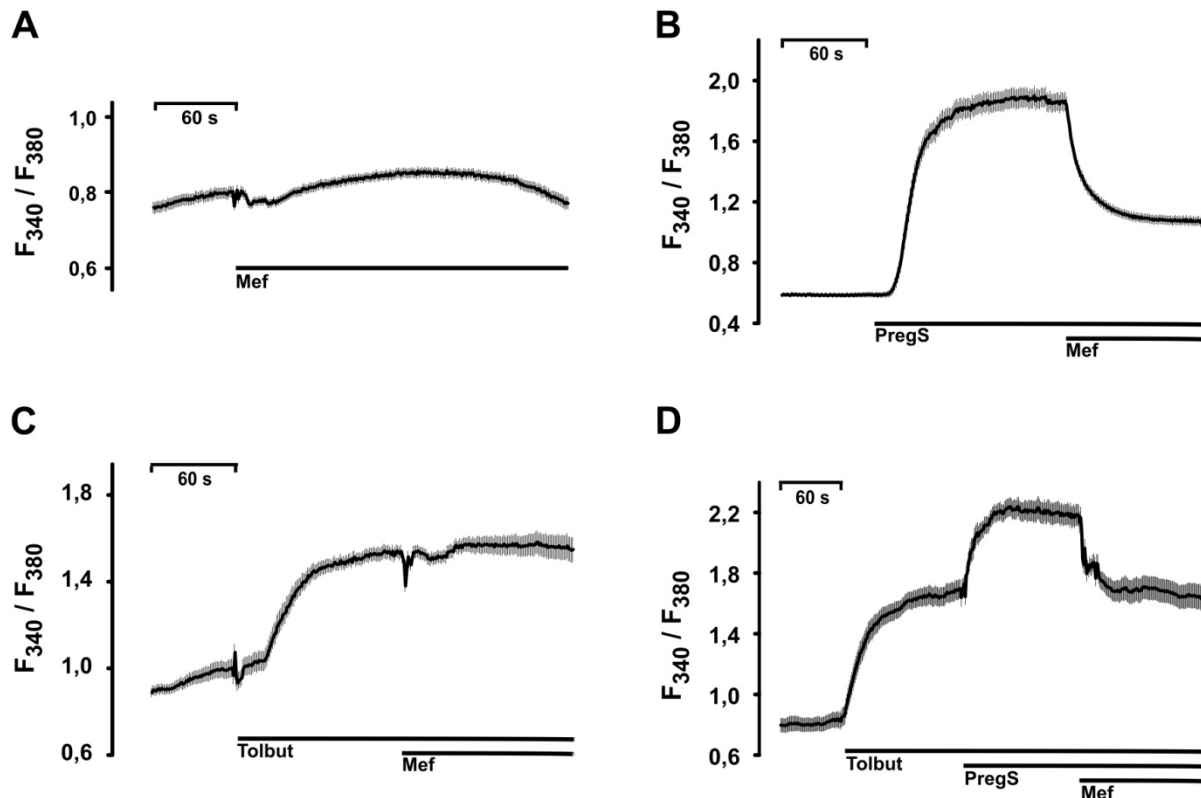 A
60 s
1,0
0,8
0,6
F340 / F380
Mef
B
60 s
2,0
1,6
1,2
0,8
0,4
F340 / F380
PregS
Mef
C
60 s
1,8
1,4
1,0
0,6
F340 / F380
Tolbut
Mef
D
60 s
2,2
1,8
1,4
1,0
0,6
F340 / F380
Tolbut
PregS
Mef